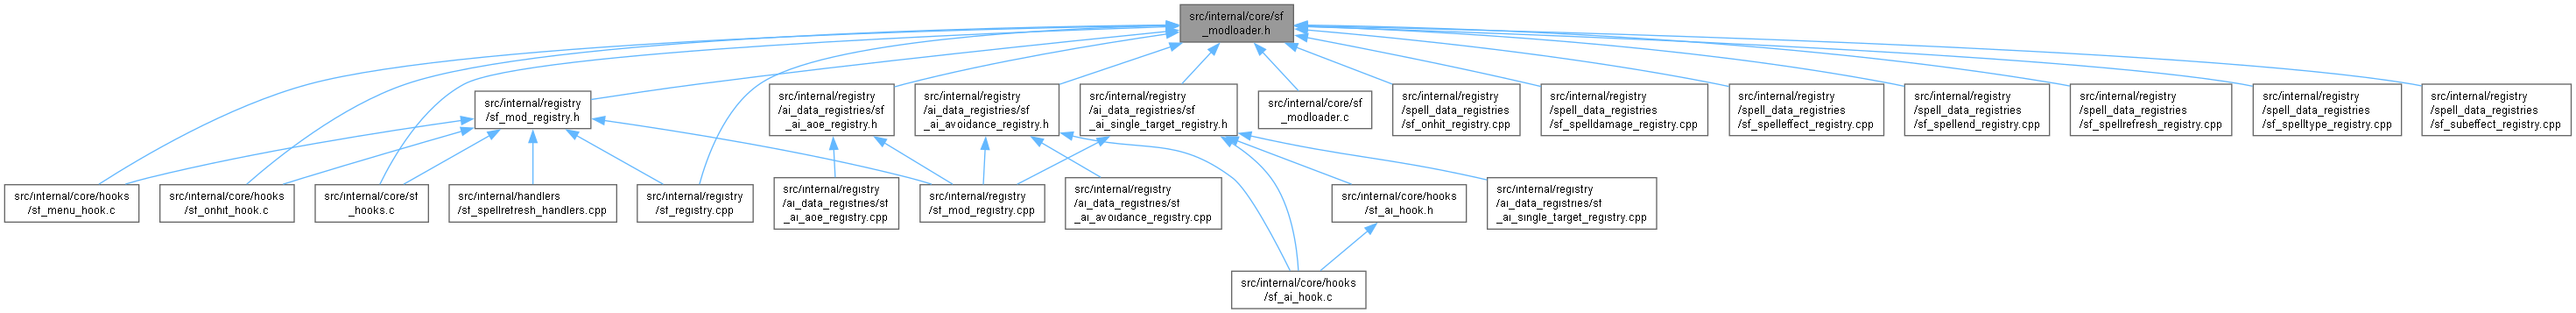 src/internal/core/sf
_modloader.h
src/internal/registry
/sf_mod_registry.h
src/internal/registry
/ai_data_registries/sf
_ai_aoe_registry.h
src/internal/registry
/ai_data_registries/sf
_ai_avoidance_registry.h
src/internal/registry
/ai_data_registries/sf
_ai_single_target_registry.h
src/internal/core/sf
_modloader.c
src/internal/registry
/spell_data_registries
/sf_onhit_registry.cpp
src/internal/registry
/spell_data_registries
/sf_spelldamage_registry.cpp
src/internal/registry
/spell_data_registries
/sf_spelleffect_registry.cpp
src/internal/registry
/spell_data_registries
/sf_spellend_registry.cpp
src/internal/registry
/spell_data_registries
/sf_spellrefresh_registry.cpp
src/internal/registry
/spell_data_registries
/sf_spelltype_registry.cpp
src/internal/registry
/spell_data_registries
/sf_subeffect_registry.cpp
src/internal/core/hooks
/sf_menu_hook.c
src/internal/core/hooks
/sf_onhit_hook.c
src/internal/core/sf
_hooks.c
src/internal/handlers
/sf_spellrefresh_handlers.cpp
src/internal/registry
/sf_registry.cpp
src/internal/registry
/ai_data_registries/sf
_ai_aoe_registry.cpp
src/internal/registry
/sf_mod_registry.cpp
src/internal/registry
/ai_data_registries/sf
_ai_avoidance_registry.cpp
src/internal/core/hooks
/sf_ai_hook.h
src/internal/registry
/ai_data_registries/sf
_ai_single_target_registry.cpp
src/internal/core/hooks
/sf_ai_hook.c